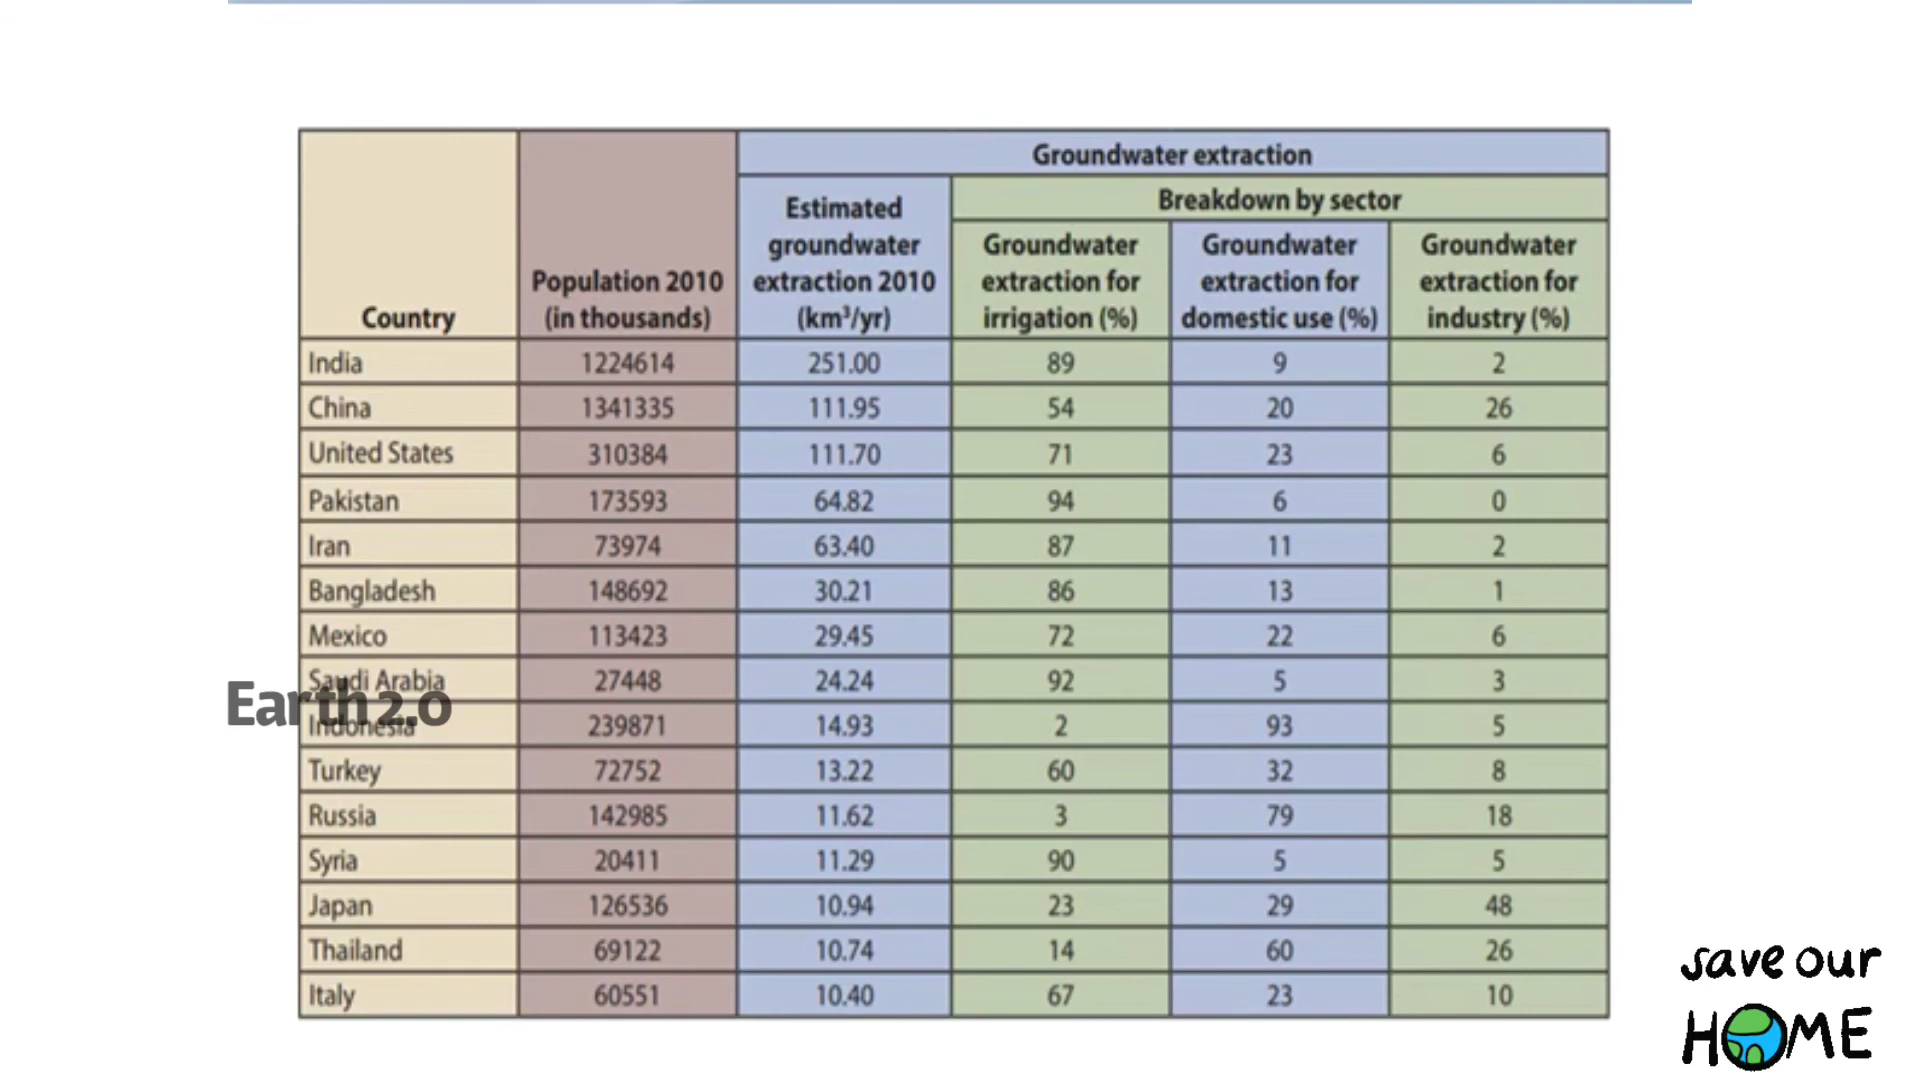 Groundwater extraction
Breakdown by sector
Country
Population 2010
(in thousands)
Estimated
groundwater
extraction 2010
(km³/yr)
Groundwater
extraction for
irrigation (%)
Groundwater
extraction for
domestic use (%)
Groundwater
extraction for
industry (%)
India 1224614 251.00 89 9 2
China 1341335 111.95 54 20 26
United States 310384 111.70 71 23 6
Pakistan 173593 64.82 94 6 0
Iran 73974 63.40 87 11 2
Bangladesh 148692 30.21 86 13 1
Mexico 113423 29.45 72 22 6
Saudi Arabia 27448 24.24 92 5 3
Earth2.0
Indonesia 239871 14.93 2 93 5
Turkey 72752 13.22 60 32 8
Russia 142985 11.62 3 79 18
Syria 20411 11.29 90 5 5
Japan 126536 10.94 23 29 48
Thailand 69122 10.74 14 60 26
Italy 60551 10.40 67 23 10
save our
HOME